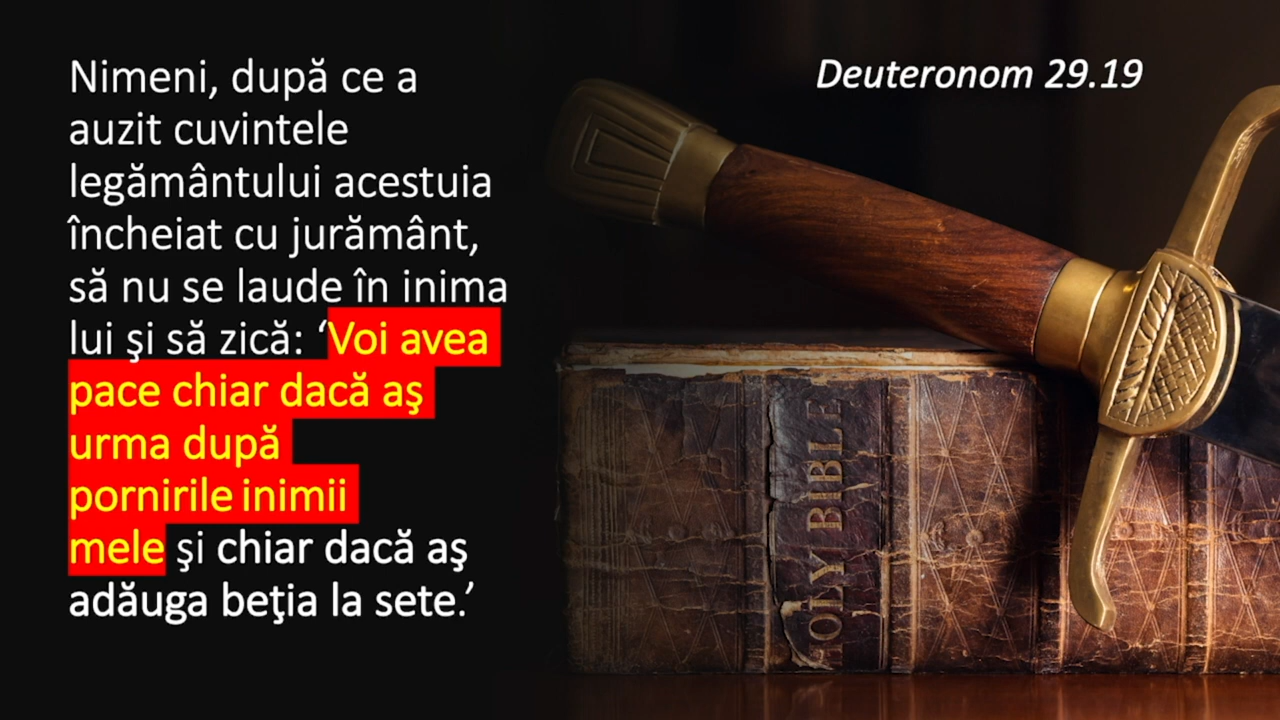 Nimeni, după ce a
auzit cuvintele
legământului acestuia
încheiat cu jurământ,
să nu se laude în inima
lui şi să zică: ‘Voi avea
pace chiar dacă aş
urma după
pornirile inimii
mele şi chiar dacă aş
adăuga beţia la sete.’
Deuteronom 29.19
HOLY BIBLE